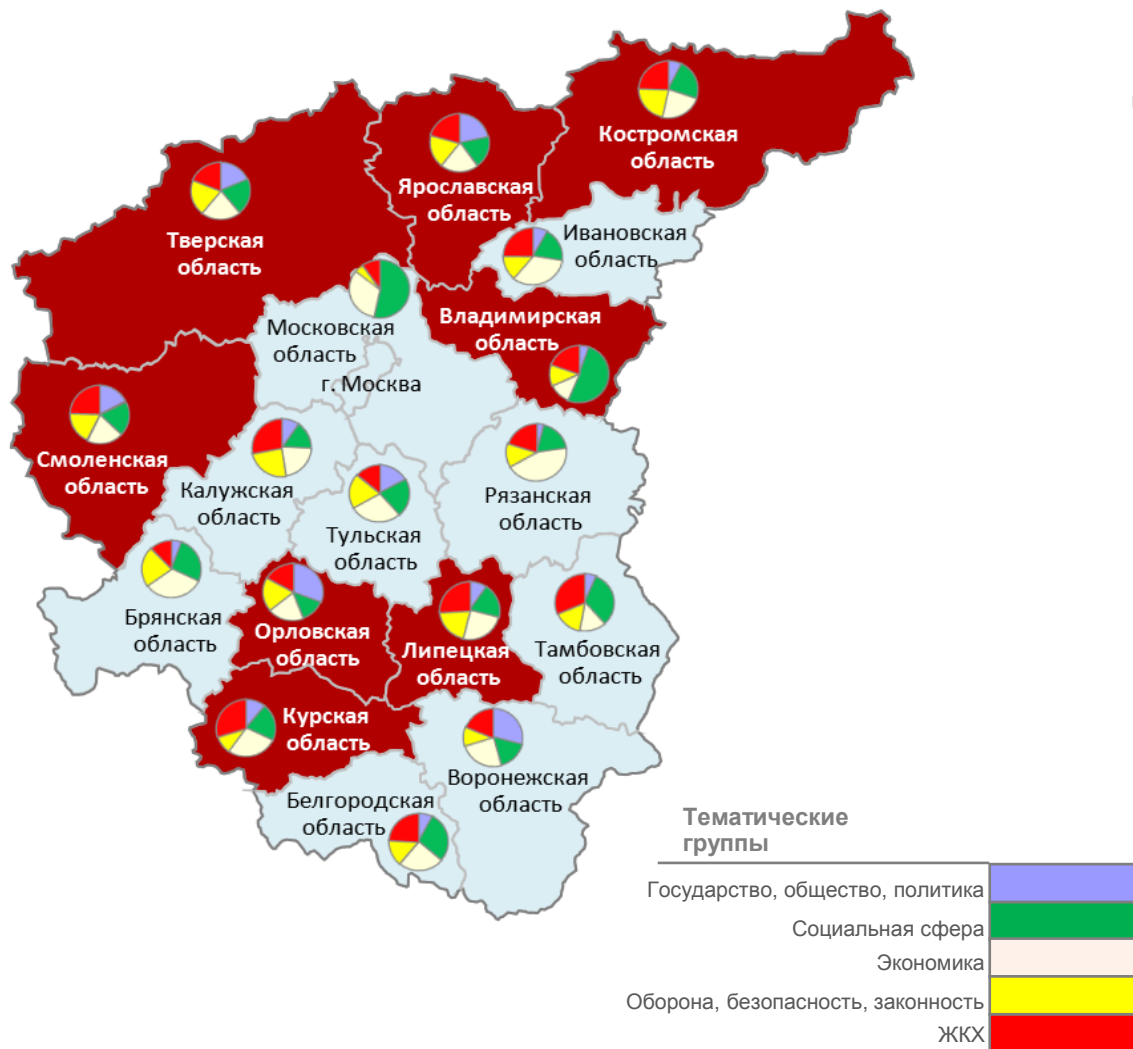 Костромская
область
Ярославская
область
Тверская
область
Ивановская
область
Владимирская
область
Московская
область
г. Москва
Смоленская
область
Калужская
область
Рязанская
область
Тульская
область
Брянская
область
Орловская
область
Липецкая
область
Тамбовская
область
Курская
область
Воронежская
область
Белгородская
область
Тематические
группы
Государство, общество, политика
Социальная сфера
Экономика
Оборона, безопасность, законность
ЖКХ